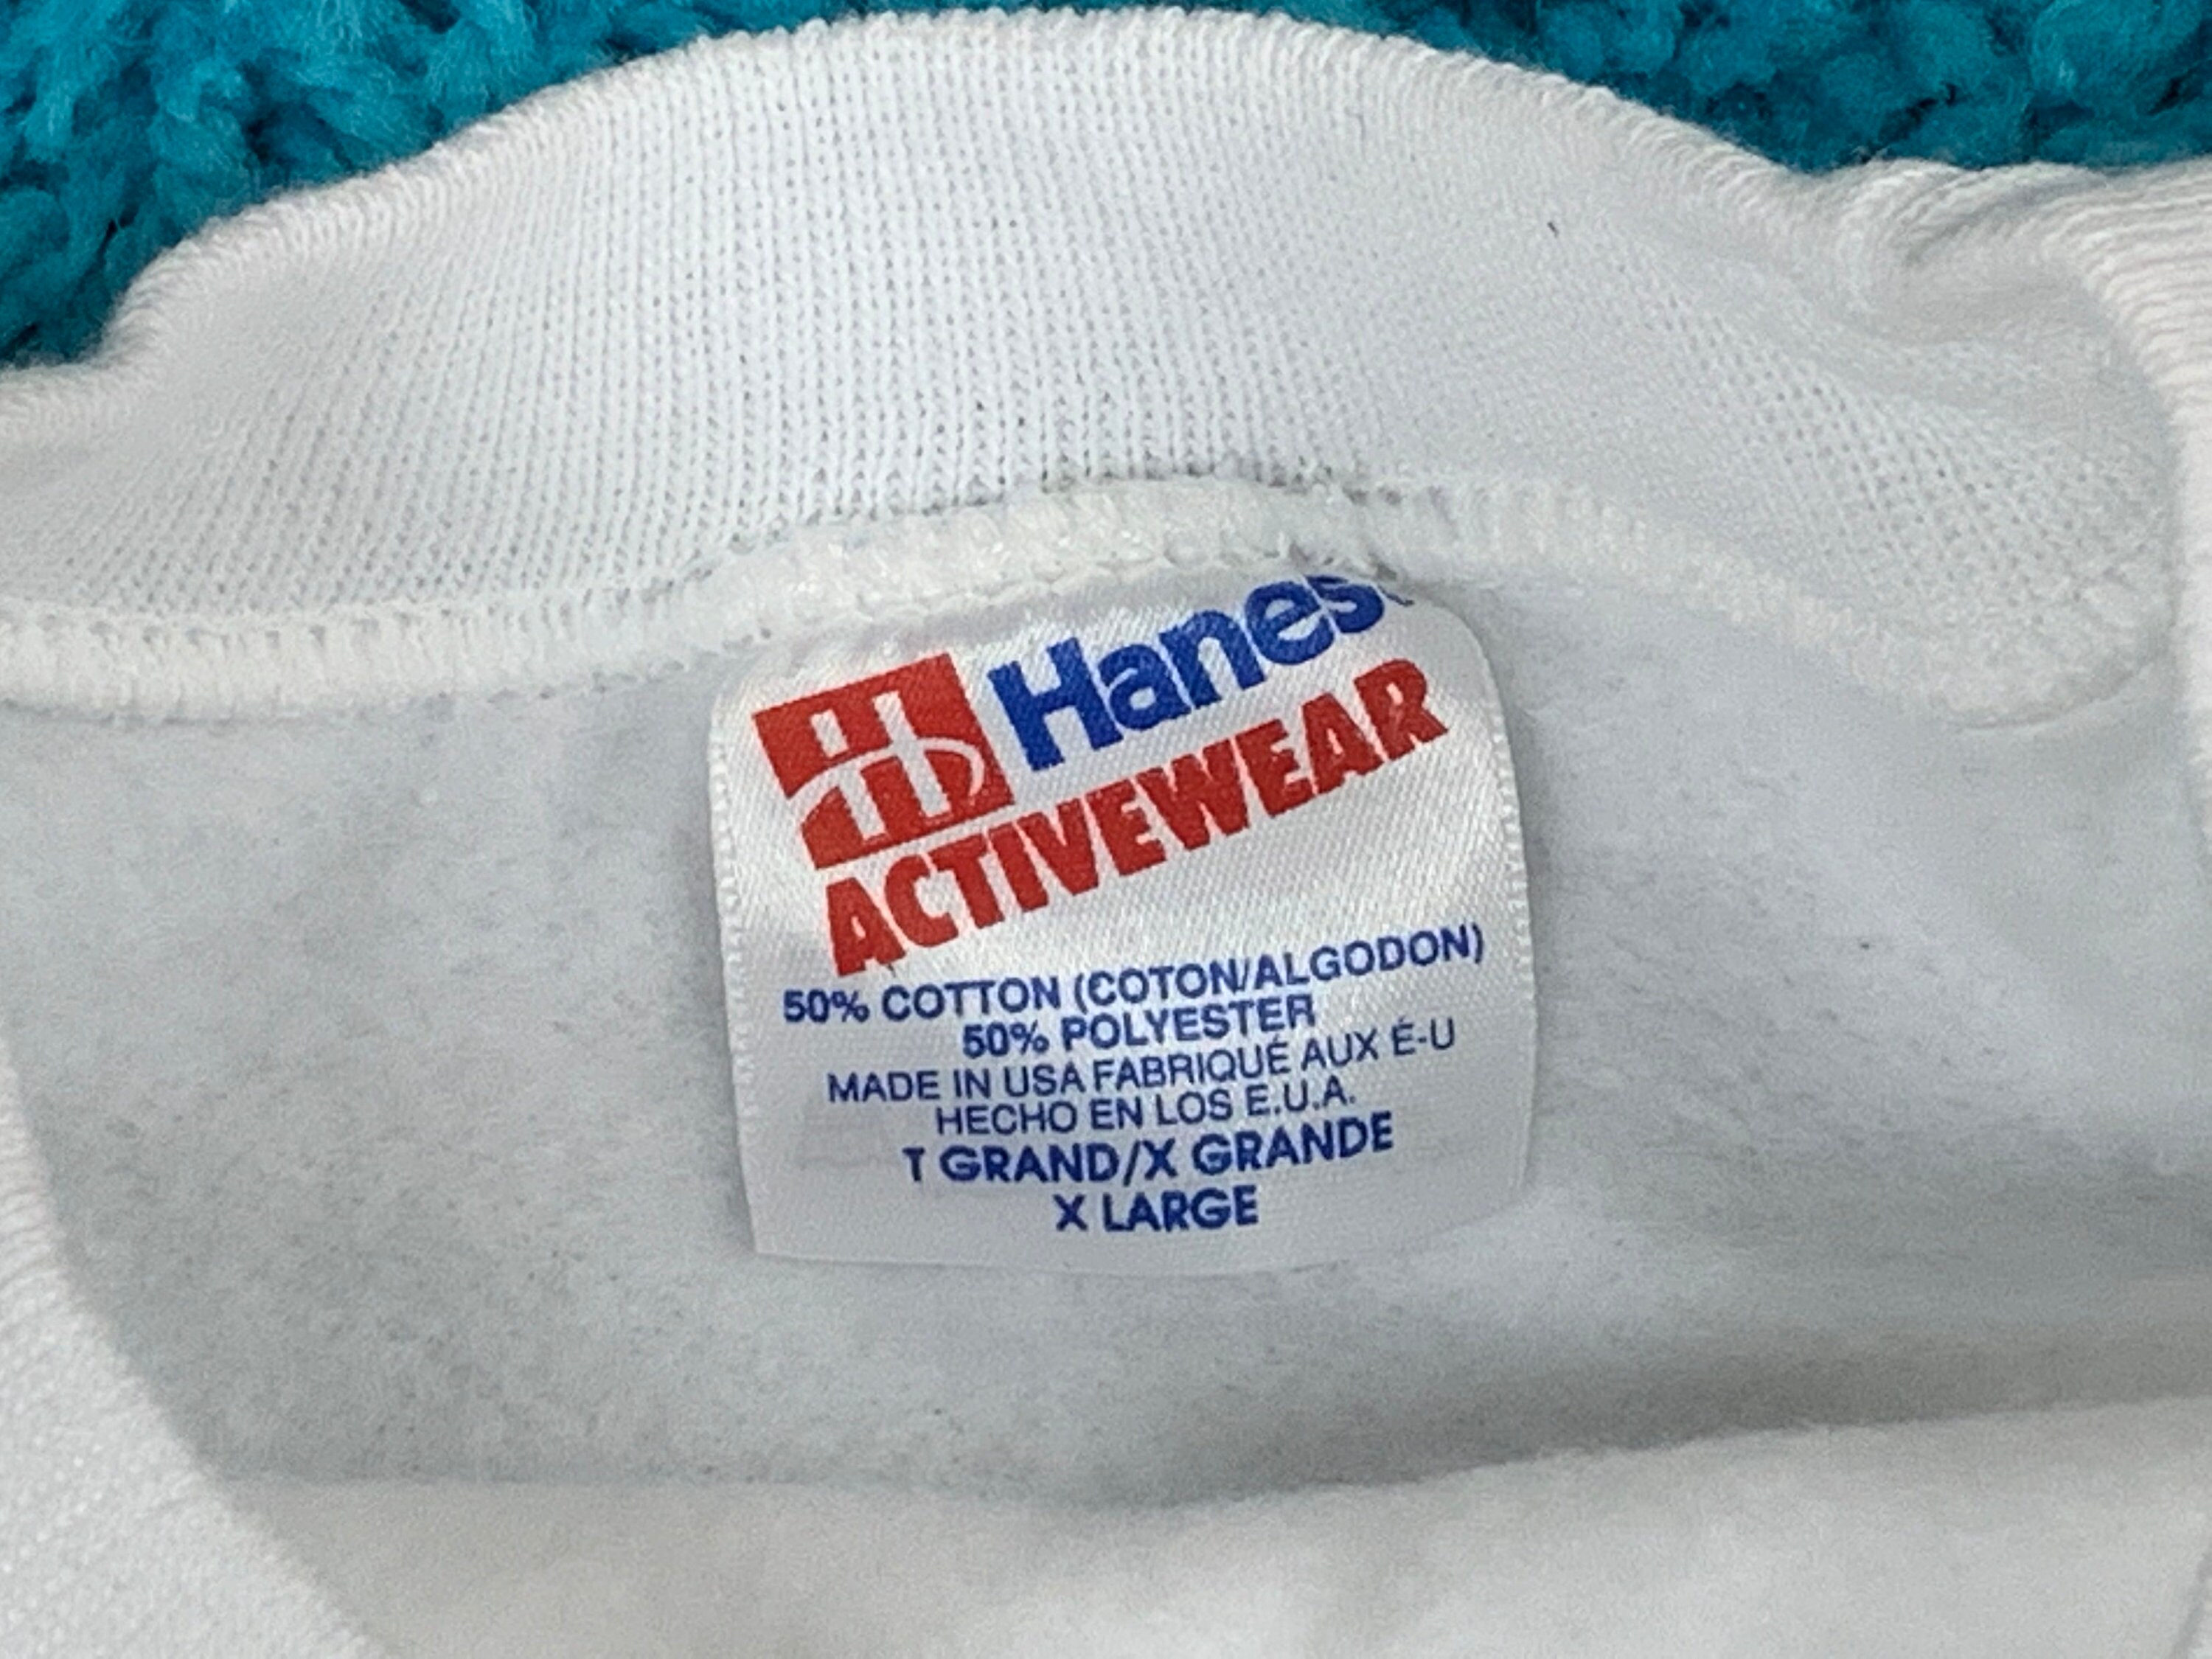 Hanes
ACTIVEWEAR
50% COTTON (COTON/ALGODON)
50% POLYESTER
MADE IN USA FABRIQUÉ AUX É-U
HECHO EN LOS E.U.A.
T GRAND/X GRANDE
X LARGE